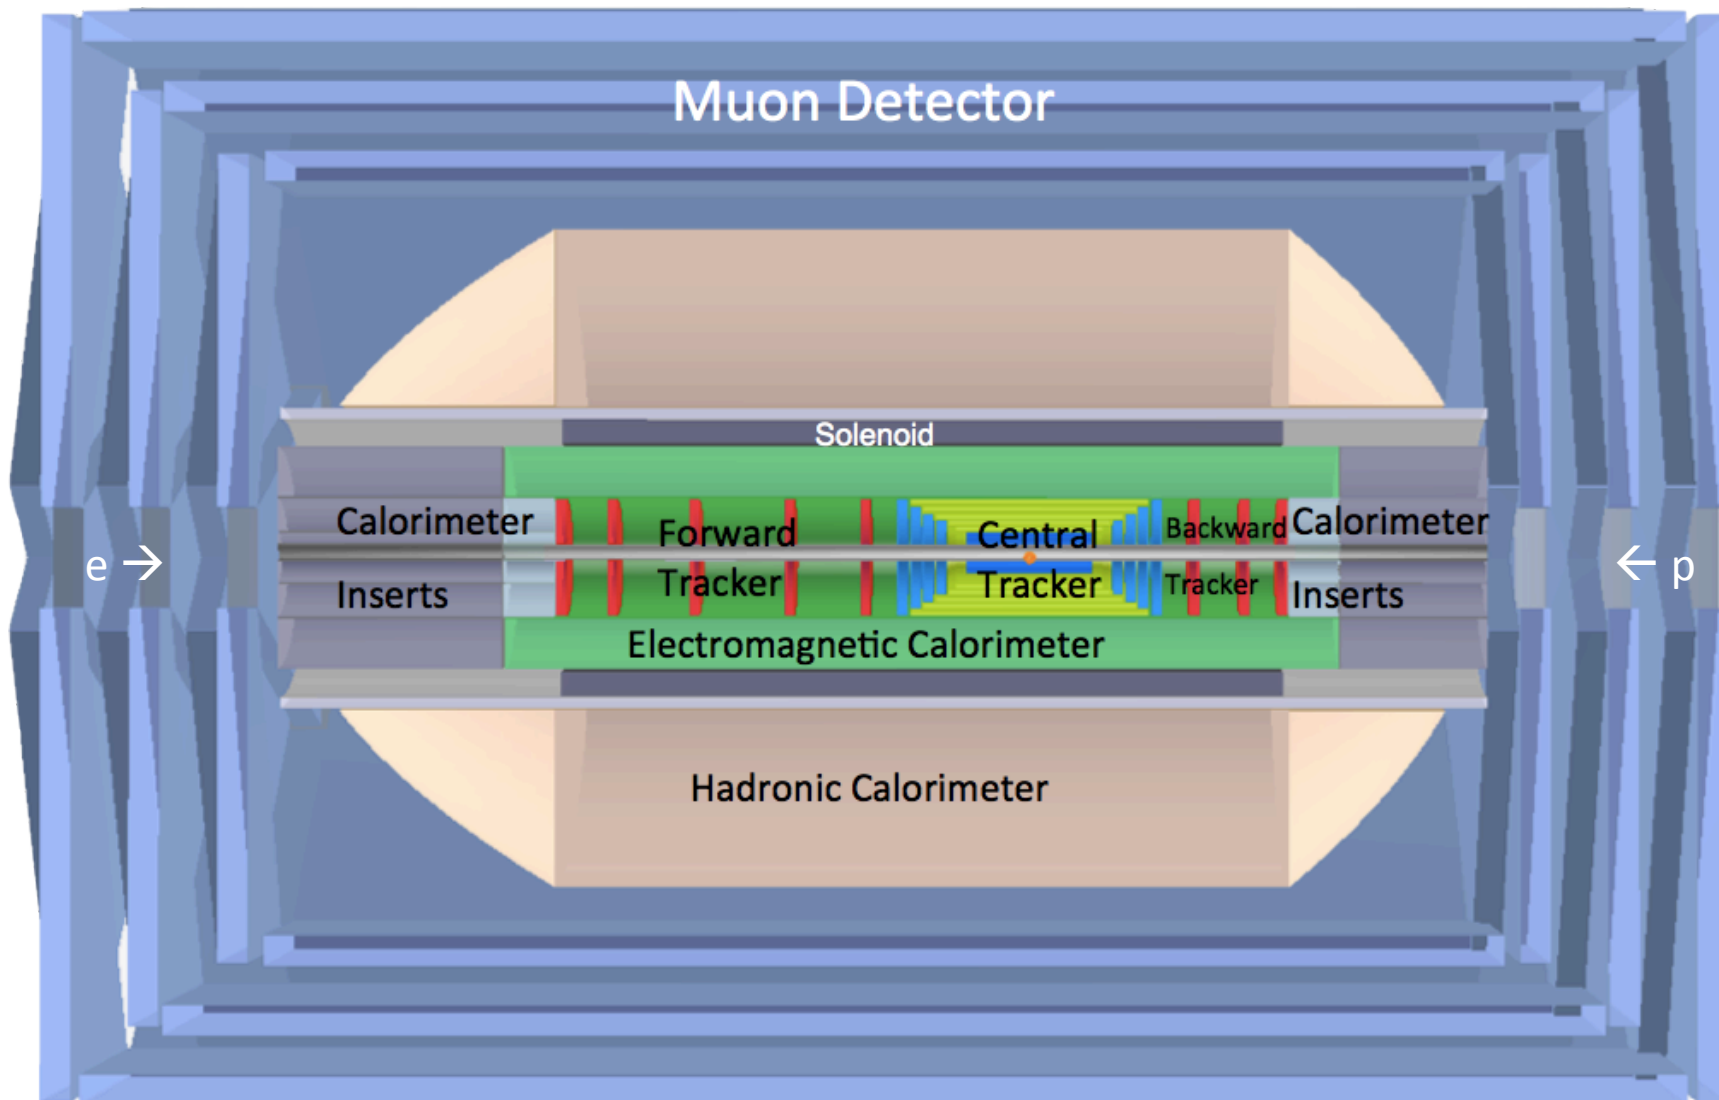 Muon Detector
Solenoid
Calorimeter
Inserts
Forward
Tracker
Central
Tracker
Backward
Tracker
Calorimeter
Inserts
e →
← p
Electromagnetic Calorimeter
Hadronic Calorimeter